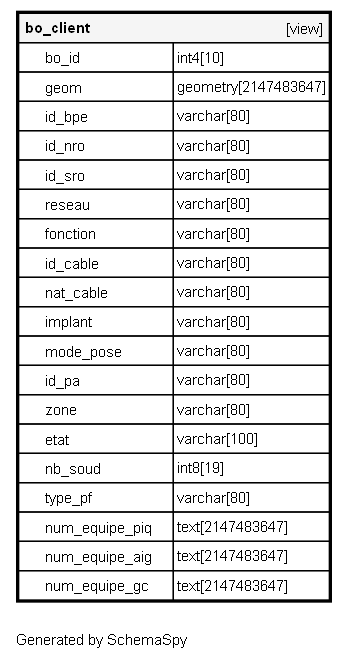 bo_client [view]
bo_id int4[10]
geom geometry[2147483647]
id_bpe varchar[80]
id_nro varchar[80]
id_sro varchar[80]
reseau varchar[80]
fonction varchar[80]
id_cable varchar[80]
nat_cable varchar[80]
implant varchar[80]
mode_pose varchar[80]
id_pa varchar[80]
zone varchar[80]
etat varchar[100]
nb_soud int8[19]
type_pf varchar[80]
num_equipe_piq text[2147483647]
num_equipe_aig text[2147483647]
num_equipe_gc text[2147483647]
Generated by SchemaSpy